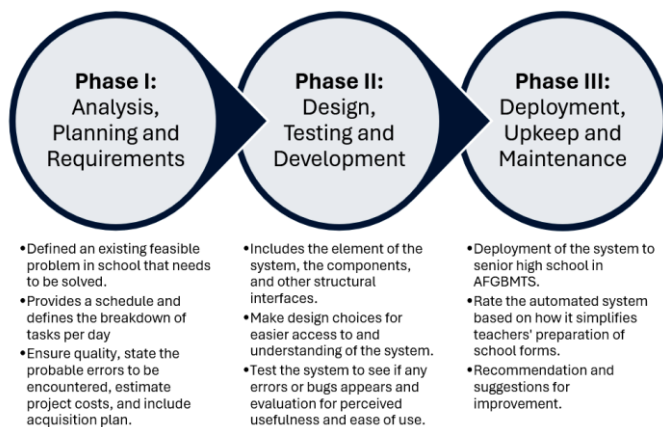 Phase I:
Analysis,
Planning and
Requirements
•Defined an existing feasible
problem in school that needs
to be solved.
•Provides a schedule and
defines the breakdown of
tasks per day
•Ensure quality, state the
probable errors to be
encountered, estimate
project costs, and include
acquisition plan.
Phase II:
Design,
Testing and
Development
•Includes the element of the
system, the components,
and other structural
interfaces.
•Make design choices for
easier access to and
understanding of the system.
•Test the system to see if any
errors or bugs appears and
evaluation for perceived
usefulness and ease of use.
Phase III:
Deployment,
Upkeep and
Maintenance
•Deployment of the system to
senior high school in
AFGBMTS.
•Rate the automated system
based on how it simplifies
teachers' preparation of
school forms.
•Recommendation and
suggestions for
improvement.